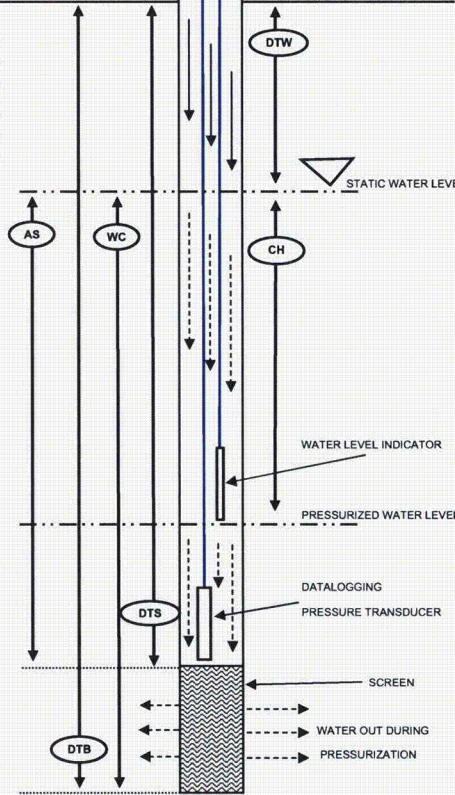 DTW
STATIC WATER LEVE
AS
WC
CH
WATER LEVEL INDICATOR
PRESSURIZED WATER LEVEL
DATALOGGING
PRESSURE TRANSDUCER
DTS
SCREEN
WATER OUT DURING
PRESSURIZATION
DTB